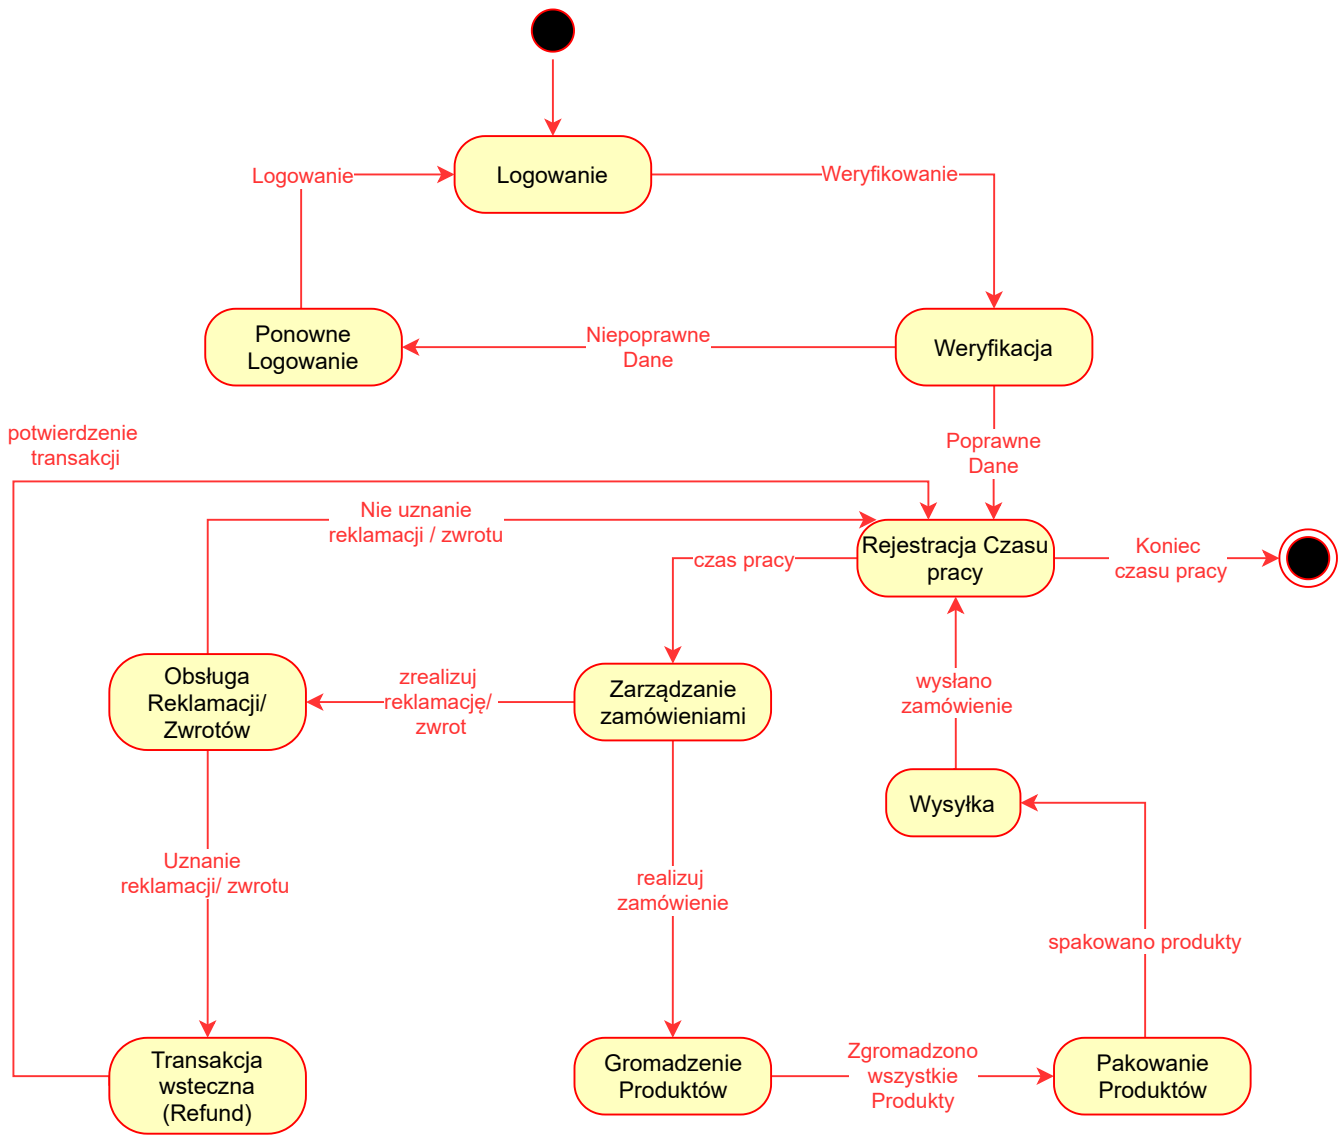 Logowanie
Logowanie
Weryfikowanie
Ponowne
Logowanie
Niepoprawne
Dane
Weryfikacja
potwierdzenie
transakcji
Poprawne
Dane
Nie uznanie
reklamacji / zwrotu
czas pracy
Rejestracja Czasu
pracy
Koniec
czasu pracy
Obsługa
Reklamacji/
Zwrotów
zrealizuj
reklamację/
zwrot
Zarządzanie
zamówieniami
wysłano
zamówienie
Wysyłka
Uznanie
reklamacji/ zwrotu
realizuj
zamówienie
spakowano produkty
Transakcja
wsteczna
(Refund)
Gromadzenie
Produktów
Zgromadzono
wszystkie
Produkty
Pakowanie
Produktów